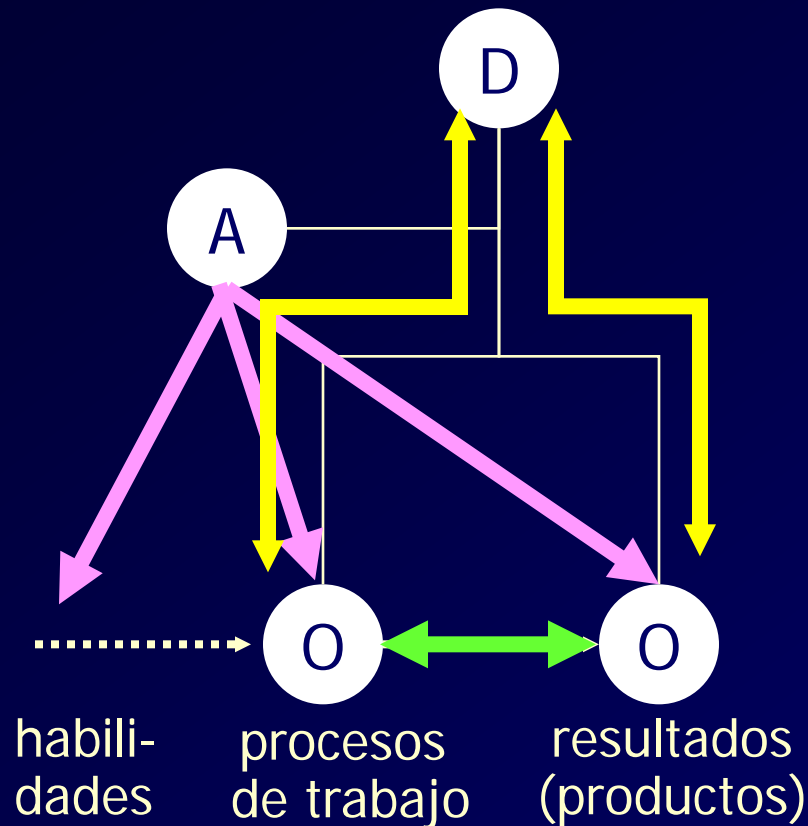 D
A
O
O
habili-
dades
procesos
de trabajo
resultados
(productos)